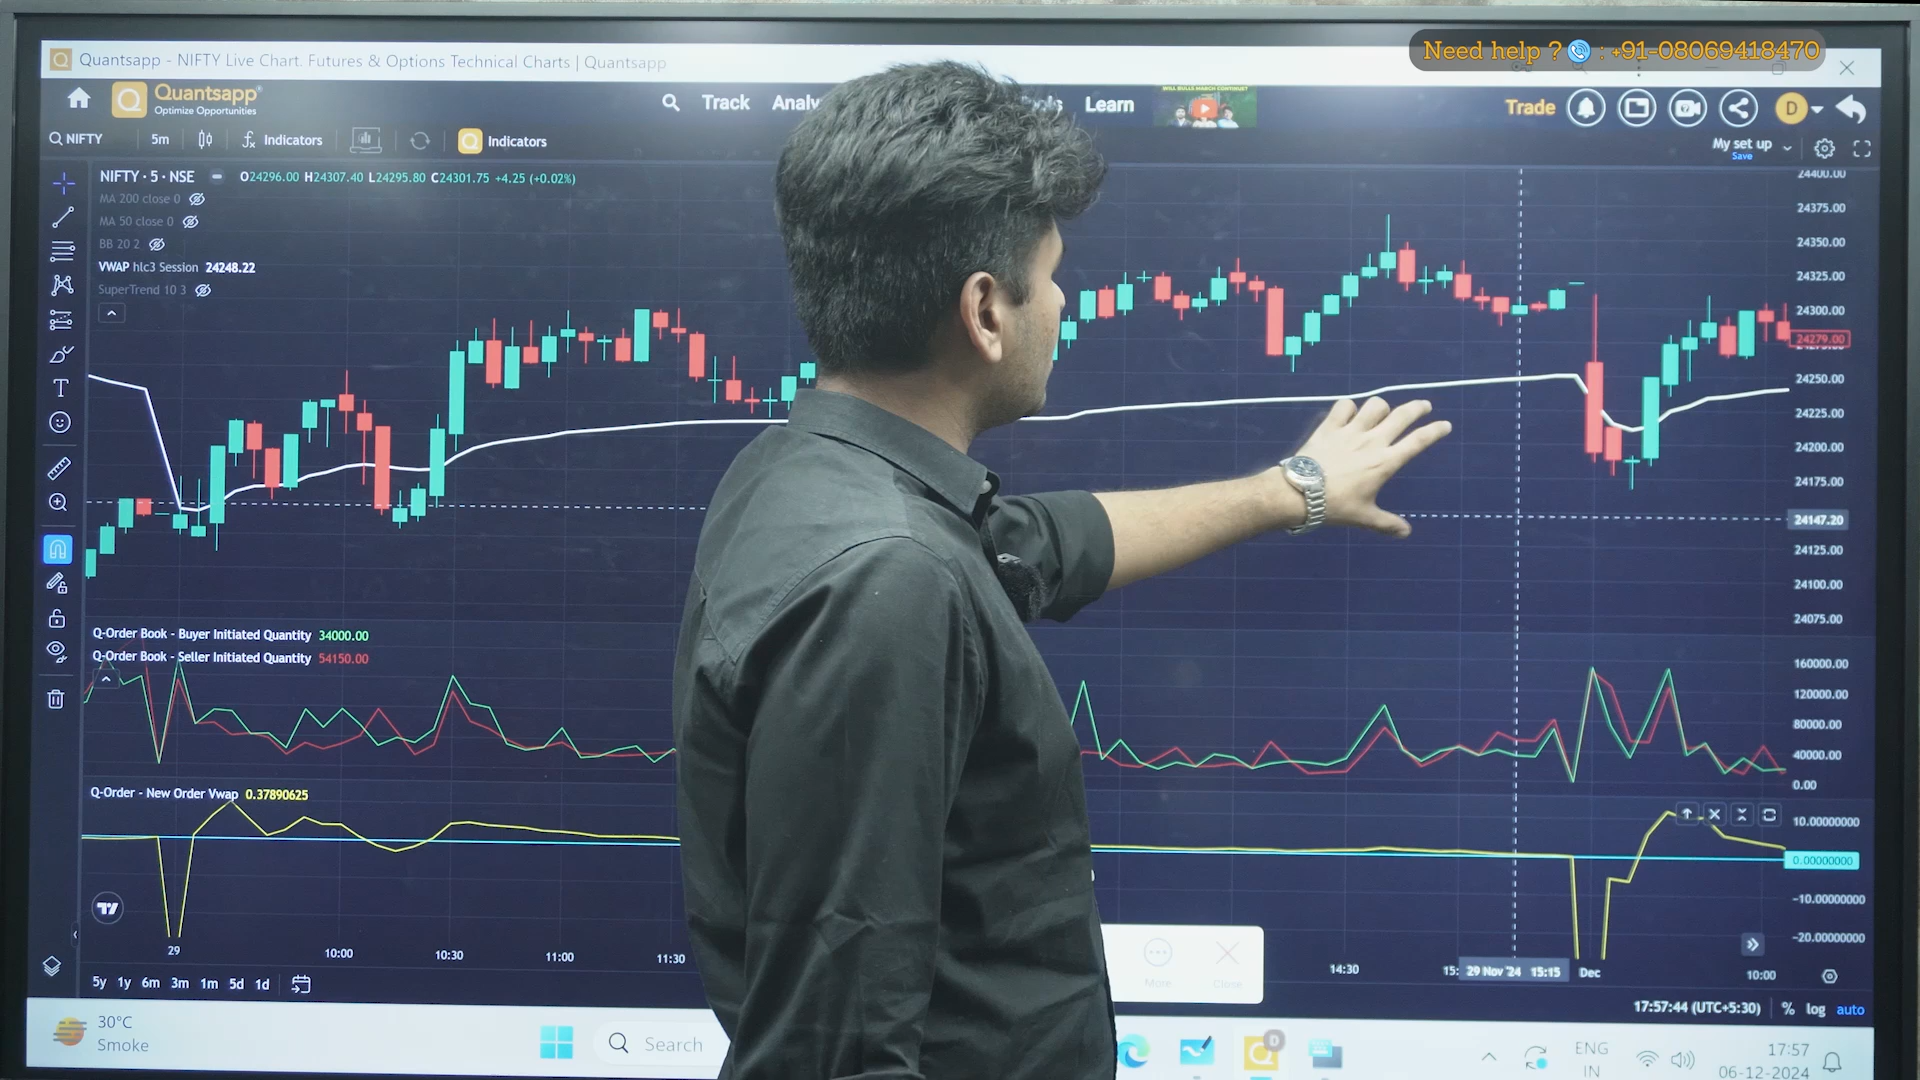 Need help ? : +91-08069418470
Quantsapp - NIFTY Live Chart. Futures & Options Technical Charts | Quantsapp
Quantsapp
Optimize Opportunities
Track
Learn
WILL BULLS MARCH CONTINUE?
Trade
D
NIFTY
5m
Indicators
Indicators
My set up
Save
NIFTY · 5 · NSE
O24296.00 H24307.40 L24295.80 C24301.75 +4.25 (+0.02%)
MA 200 close 0
MA 50 close 0
BB 20 2
VWAP hlc3 Session 24248.22
SuperTrend 10 3
24400.00
24375.00
24350.00
24325.00
24300.00
24279.00
24250.00
24225.00
24200.00
24175.00
24147.20
24125.00
24100.00
24075.00
Q-Order Book - Buyer Initiated Quantity 34000.00
Q-Order Book - Seller Initiated Quantity 54150.00
160000.00
120000.00
80000.00
40000.00
0.00
Q-Order - New Order Vwap 0.37890625
10.00000000
0.00000000
-10.00000000
-20.00000000
29
10:00
10:30
11:00
11:30
14:30
15:
29 Nov '24 15:15
Dec
10:00
More
Close
5y 1y 6m 3m 1m 5d 1d
17:57:44 (UTC+5:30) % log auto
30°C
Smoke
Search
D
ENG
IN
17:57
06-12-2024